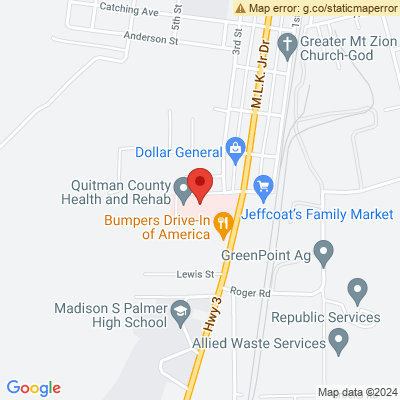 Map error: g.co/staticmaperror
Catching Ave
5th St
Anderson St
3rd St
1st
Greater Mt Zion
Church-God
M.L.K. Jr Dr
Dollar General
Quitman County
Health and Rehab
Jeffcoat's Family Market
Bumpers Drive-In
of America
GreenPoint Ag
Lewis St
Roger Rd
Madison S Palmer
High School
Hwy 3
Republic Services
Allied Waste Services
Google
Map data ©2024